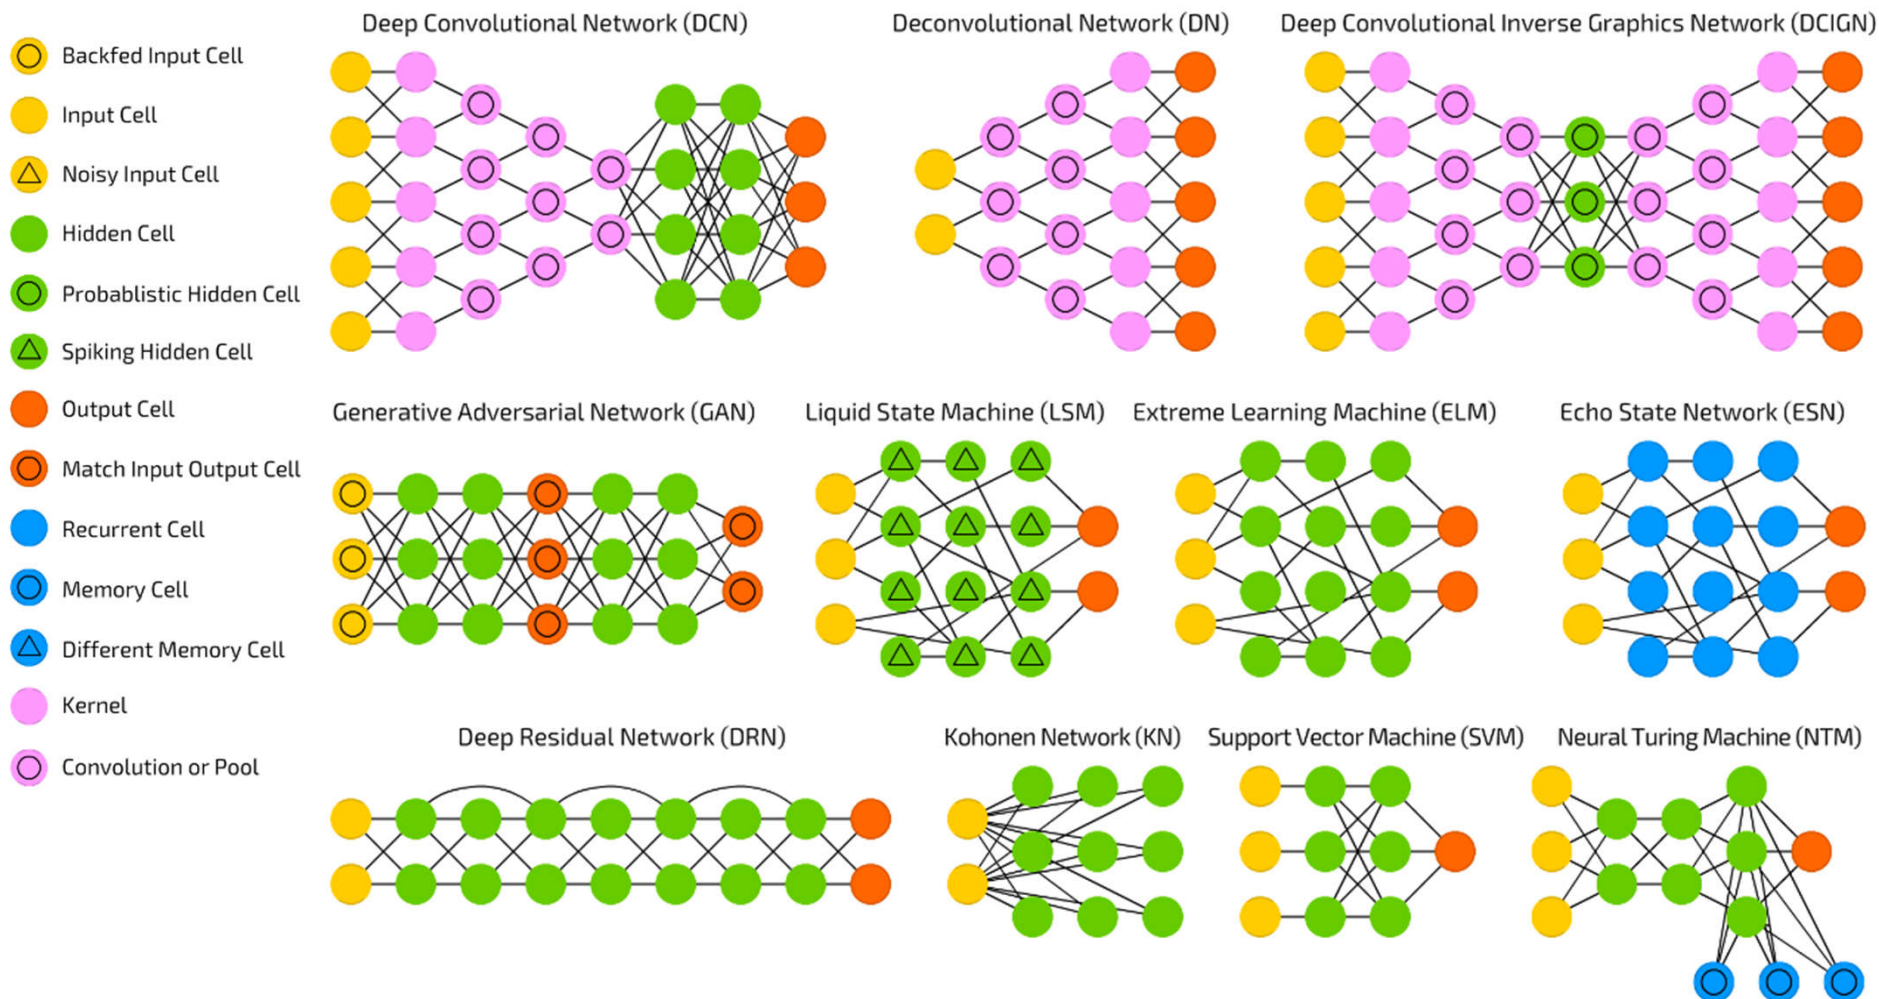 Backfed Input Cell
Input Cell
Noisy Input Cell
Hidden Cell
Probablistic Hidden Cell
Spiking Hidden Cell
Output Cell
Match Input Output Cell
Recurrent Cell
Memory Cell
Different Memory Cell
Kernel
Convolution or Pool
Deep Convolutional Network (DCN)
Deconvolutional Network (DN)
Deep Convolutional Inverse Graphics Network (DCIGN)
Generative Adversarial Network (GAN)
Liquid State Machine (LSM)
Extreme Learning Machine (ELM)
Echo State Network (ESN)
Deep Residual Network (DRN)
Kohonen Network (KN)
Support Vector Machine (SVM)
Neural Turing Machine (NTM)